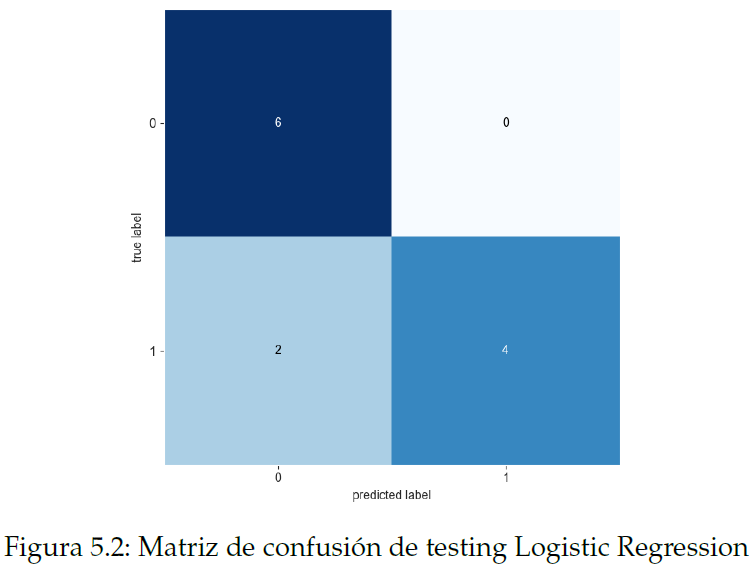 6
0
0
true label
2
4
1
0
1
predicted label
Figura 5.2: Matriz de confusión de testing Logistic Regression